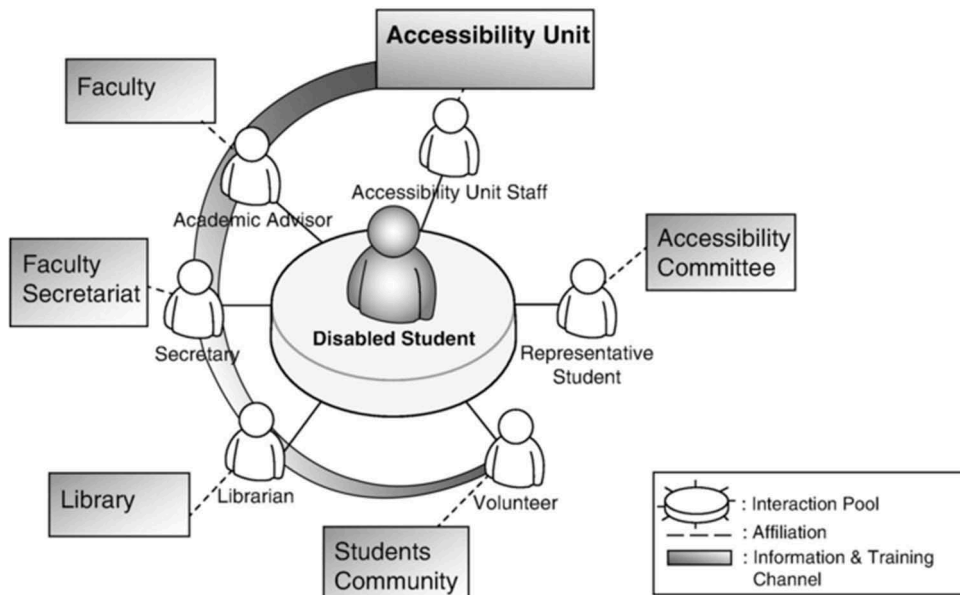 Accessibility Unit
Faculty
Accessibility Unit Staff
Academic Advisor
Accessibility
Committee
Faculty
Secretariat
Disabled Student
Secretary
Representative
Student
Library
Librarian
Volunteer
Students
Community
: Interaction Pool
: Affiliation
: Information & Training
Channel